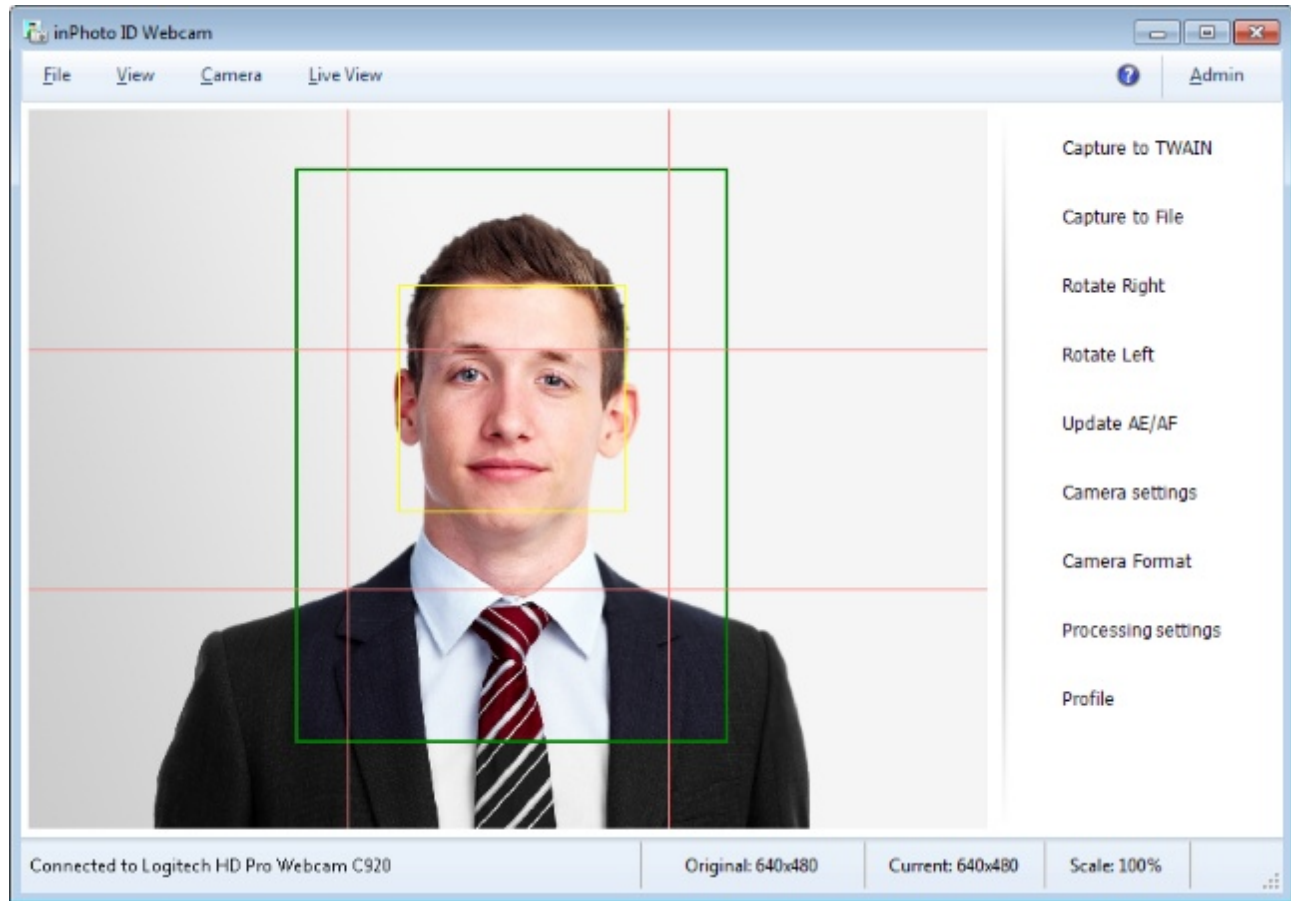 inPhoto ID Webcam
File View Camera Live View ? Admin
Capture to TWAIN
Capture to File
Rotate Right
Rotate Left
Update AE/AF
Camera settings
Camera Format
Processing settings
Profile
Connected to Logitech HD Pro Webcam C920 Original: 640x480 Current: 640x480 Scale: 100%